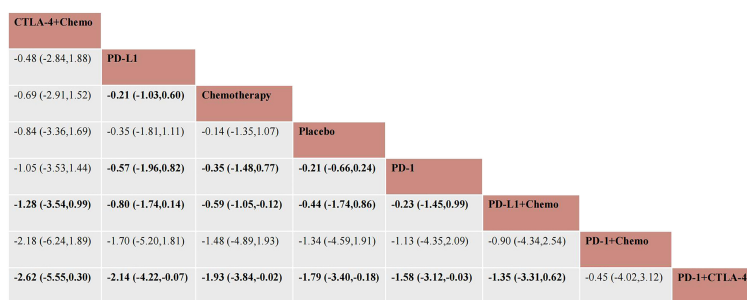 CTLA-4+Chemo
-0.48 (-2.84,1.88) PD-L1
-0.69 (-2.91,1.52) -0.21 (-1.03,0.60) Chemotherapy
-0.84 (-3.36,1.69) -0.35 (-1.81,1.11) -0.14 (-1.35,1.07) Placebo
-1.05 (-3.53,1.44) -0.57 (-1.96,0.82) -0.35 (-1.48,0.77) -0.21 (-0.66,0.24) PD-1
-1.28 (-3.54,0.99) -0.80 (-1.74,0.14) -0.59 (-1.05,-0.12) -0.44 (-1.74,0.86) -0.23 (-1.45,0.99) PD-L1+Chemo
-2.18 (-6.24,1.89) -1.70 (-5.20,1.81) -1.48 (-4.89,1.93) -1.34 (-4.59,1.91) -1.13 (-4.35,2.09) -0.90 (-4.34,2.54) PD-1+Chemo
-2.62 (-5.55,0.30) -2.14 (-4.22,-0.07) -1.93 (-3.84,-0.02) -1.79 (-3.40,-0.18) -1.58 (-3.12,-0.03) -1.35 (-3.31,0.62) -0.45 (-4.02,3.12) PD-1+CTLA-4